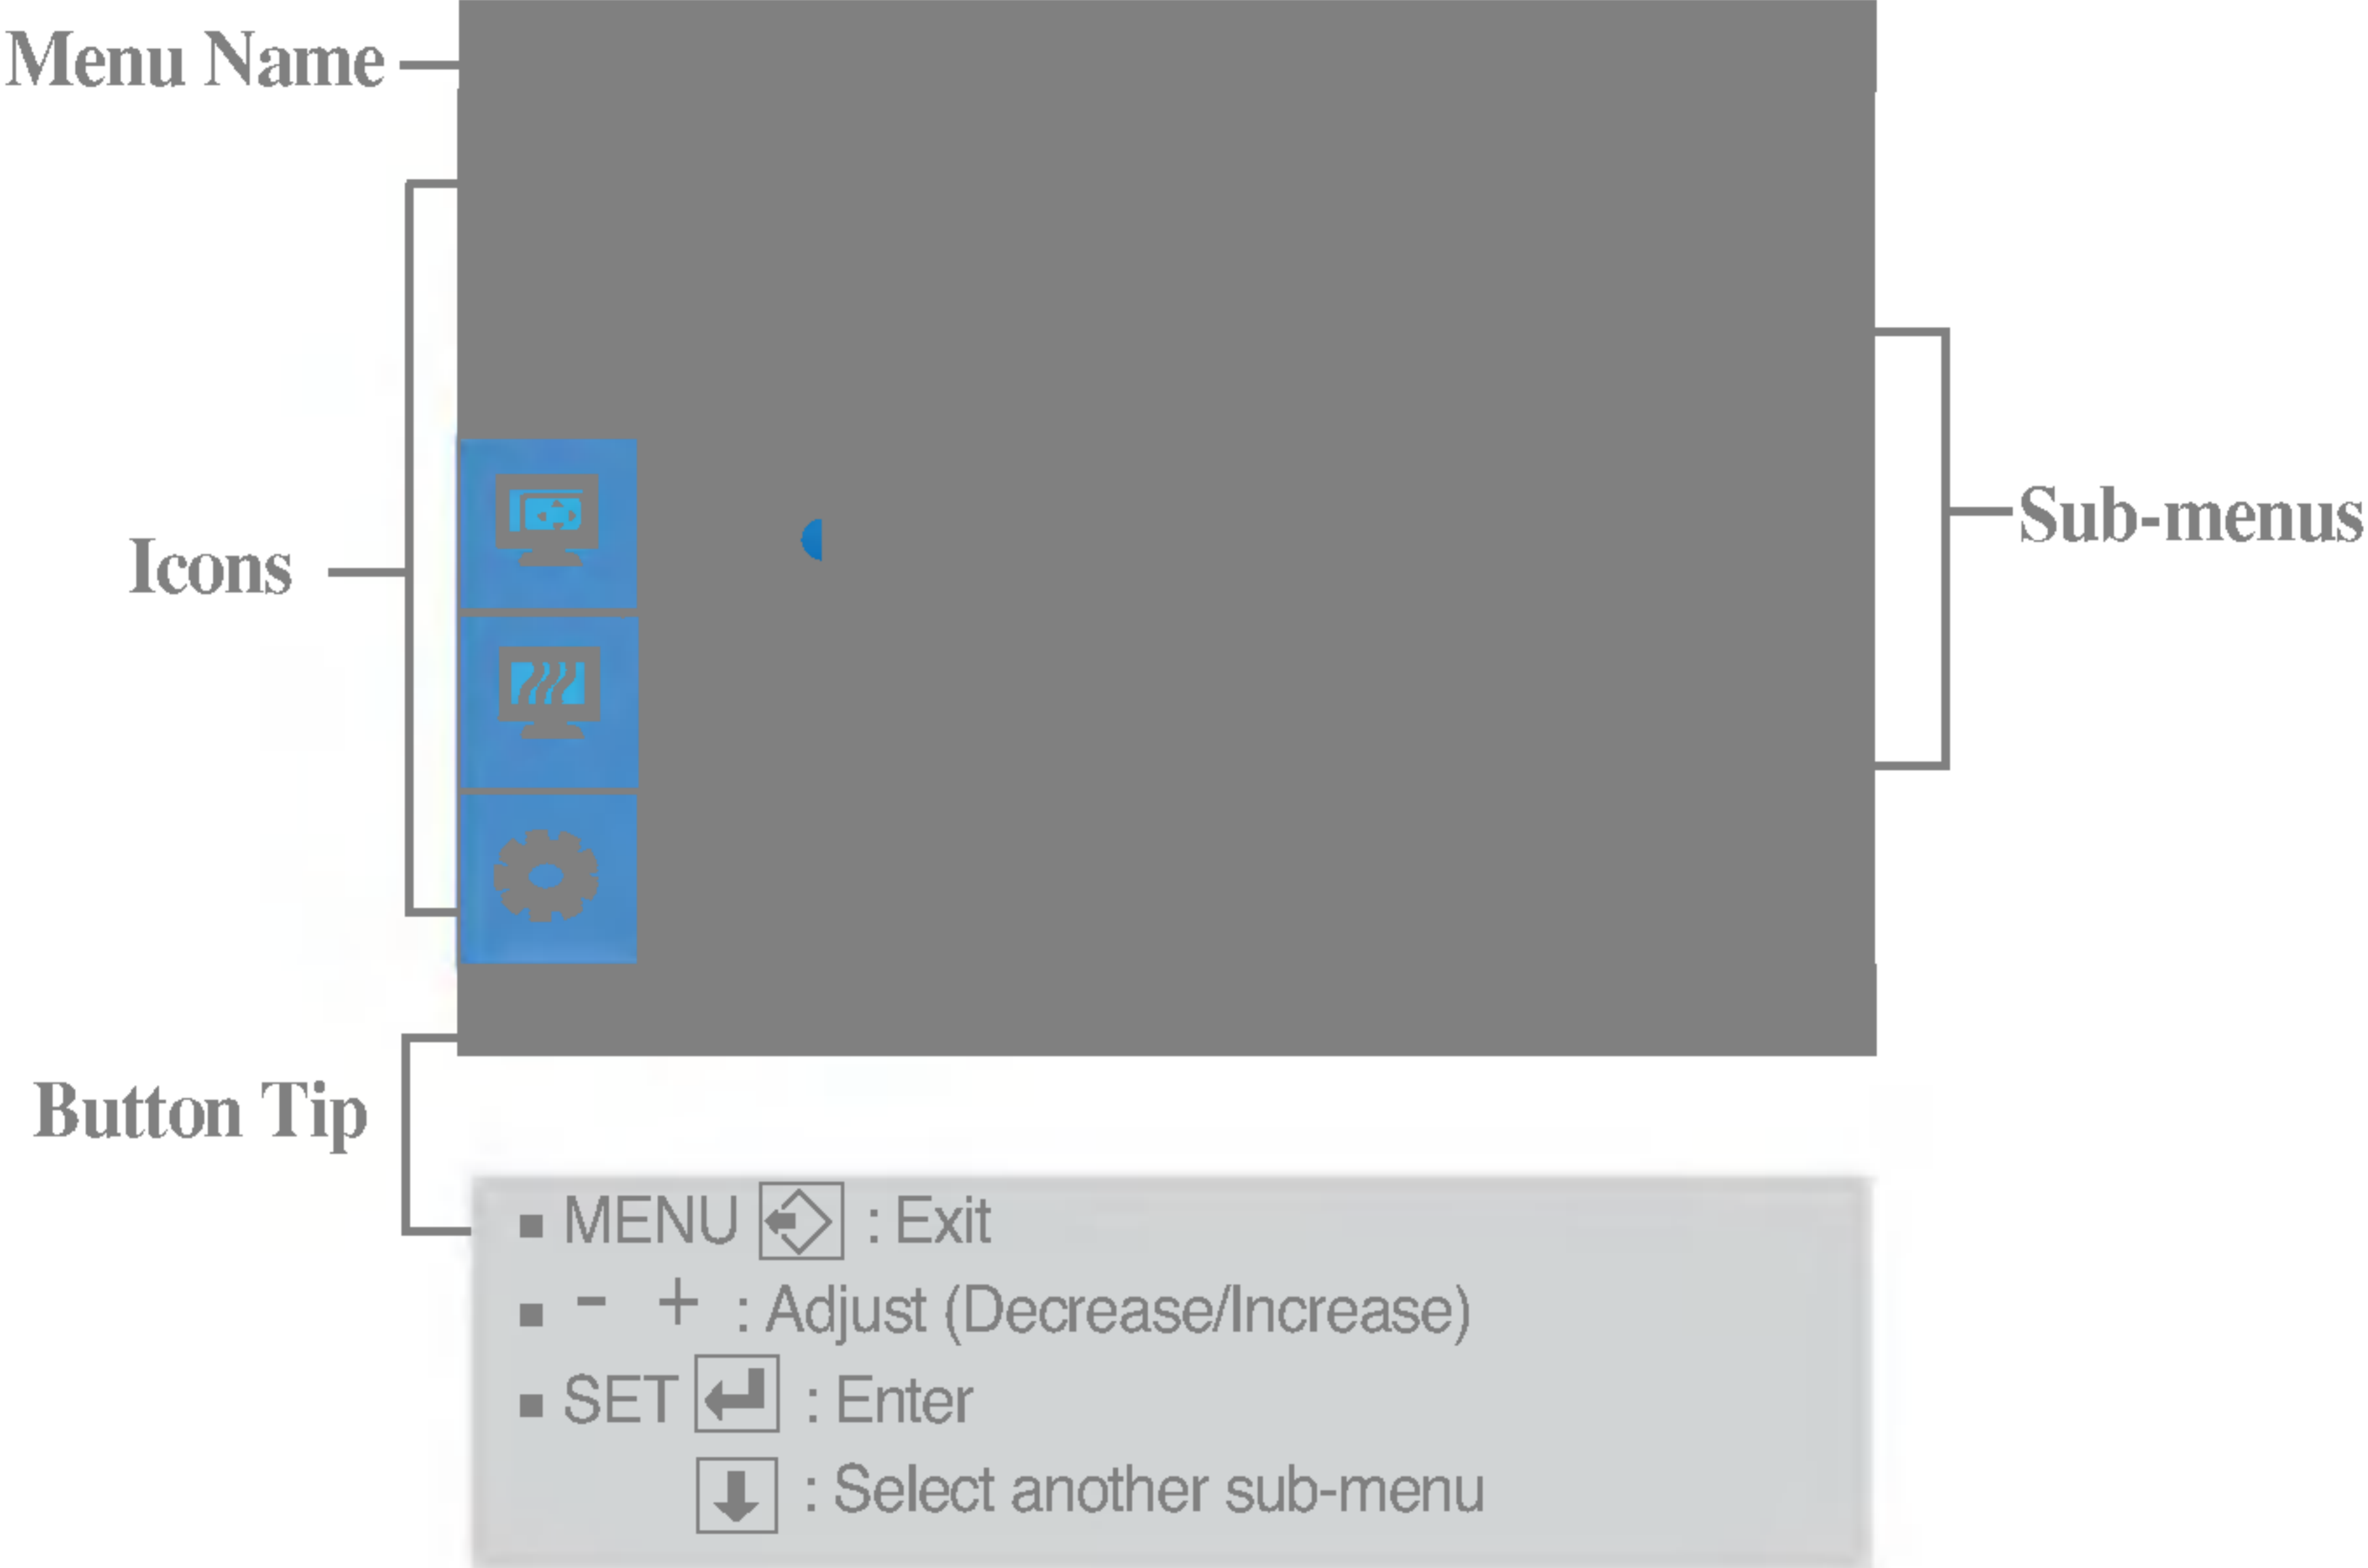 Menu Name
Icons
Sub-menus
Button Tip
■ MENU : Exit
■ - + : Adjust (Decrease/Increase)
■ SET : Enter
: Select another sub-menu